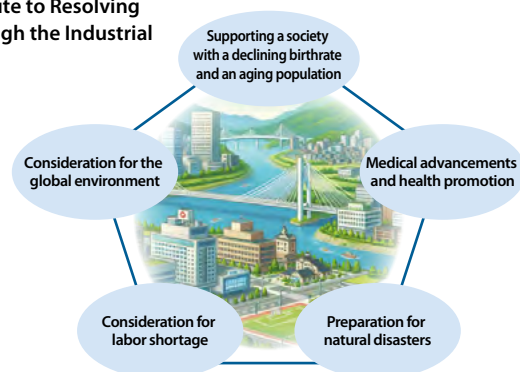 ute to Resolving
ugh the Industrial
Supporting a society
with a declining birthrate
and an aging population
Consideration for the
global environment
Medical advancements
and health promotion
Consideration for
labor shortage
Preparation for
natural disasters